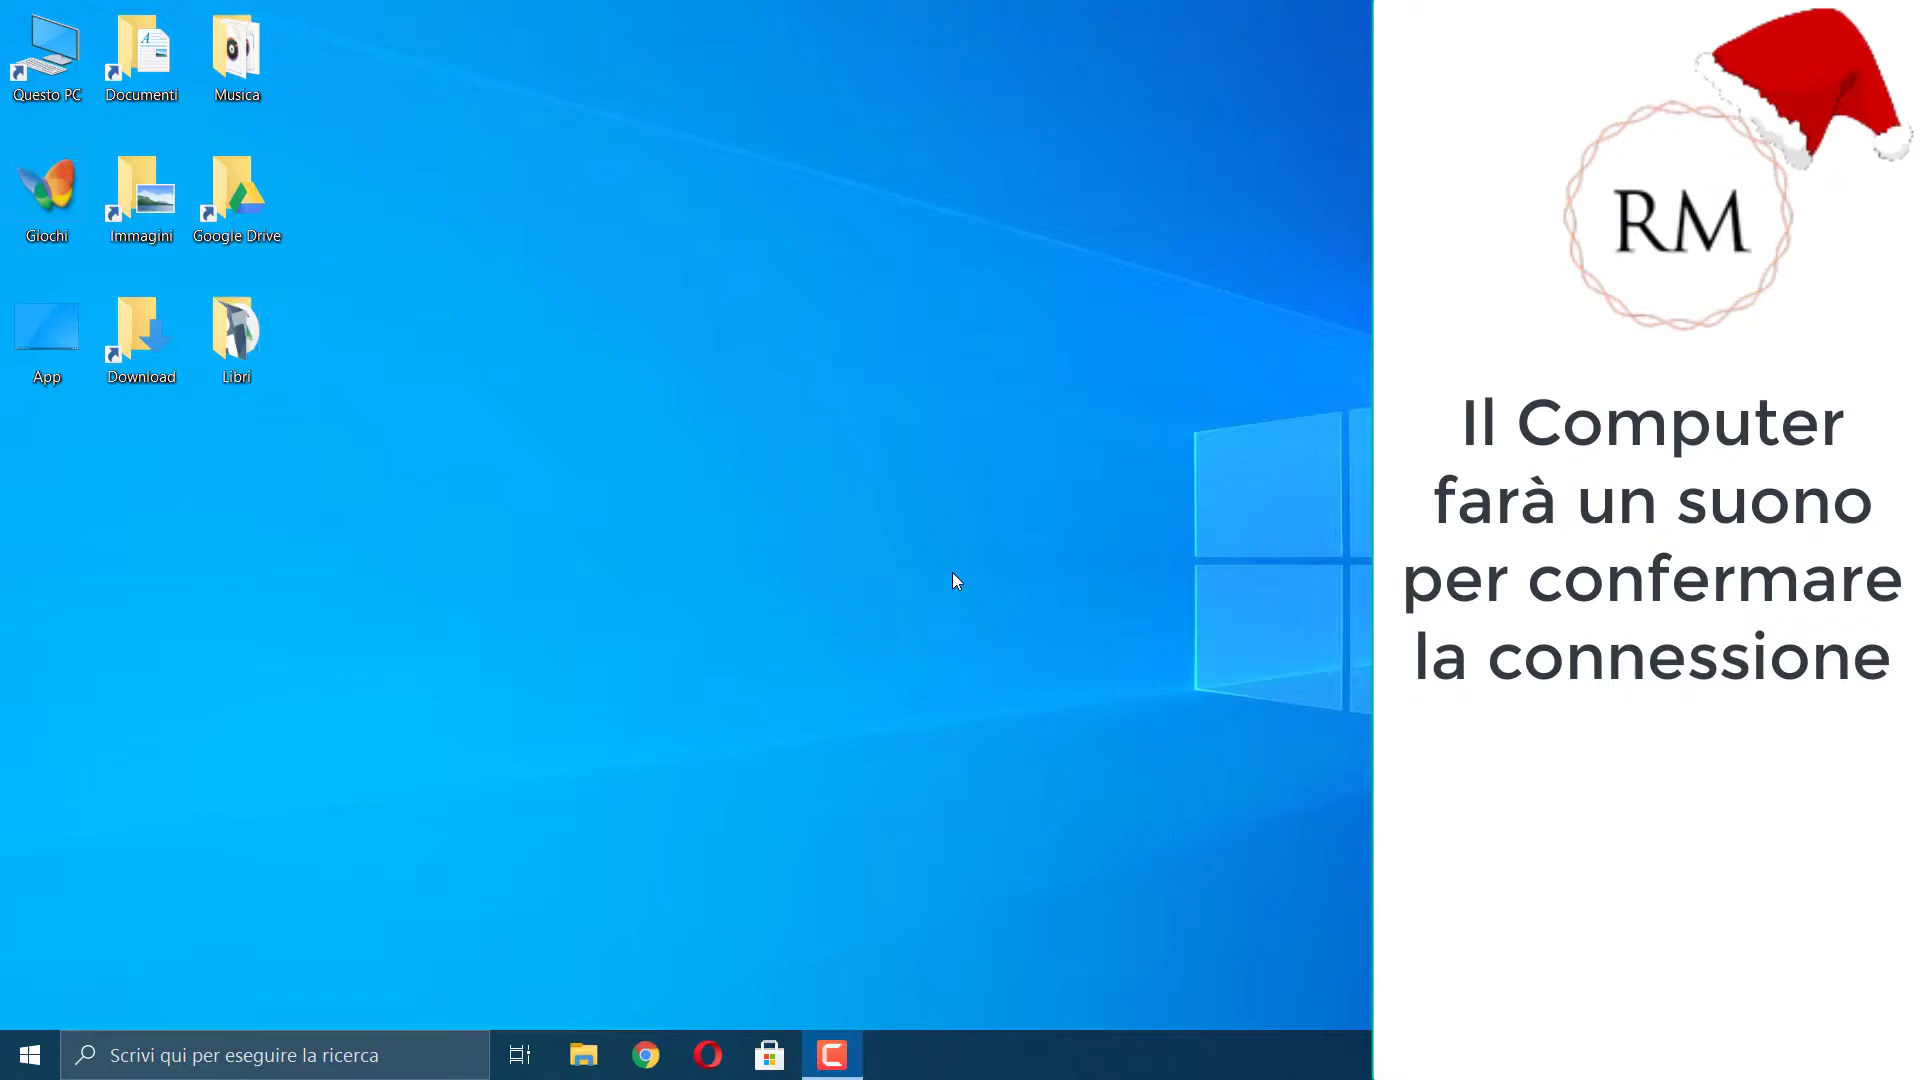 Questo PC
Documenti
Musica
Giochi
Immagini
Google Drive
App
Download
Libri
RM
Il Computer
farà un suono
per confermare
la connessione
Scrivi qui per eseguire la ricerca